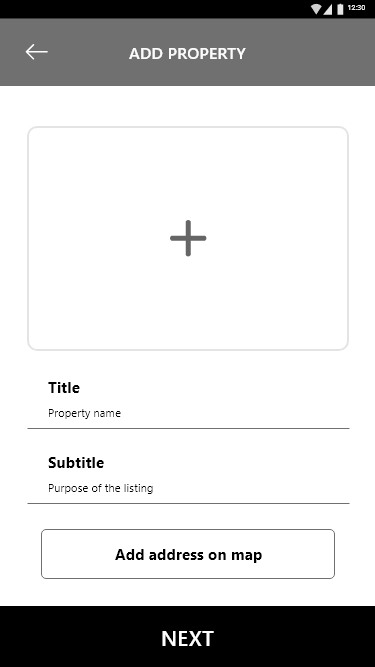 12:30
ADD PROPERTY
Title
Property name
Subtitle
Purpose of the listing
Add address on map
NEXT